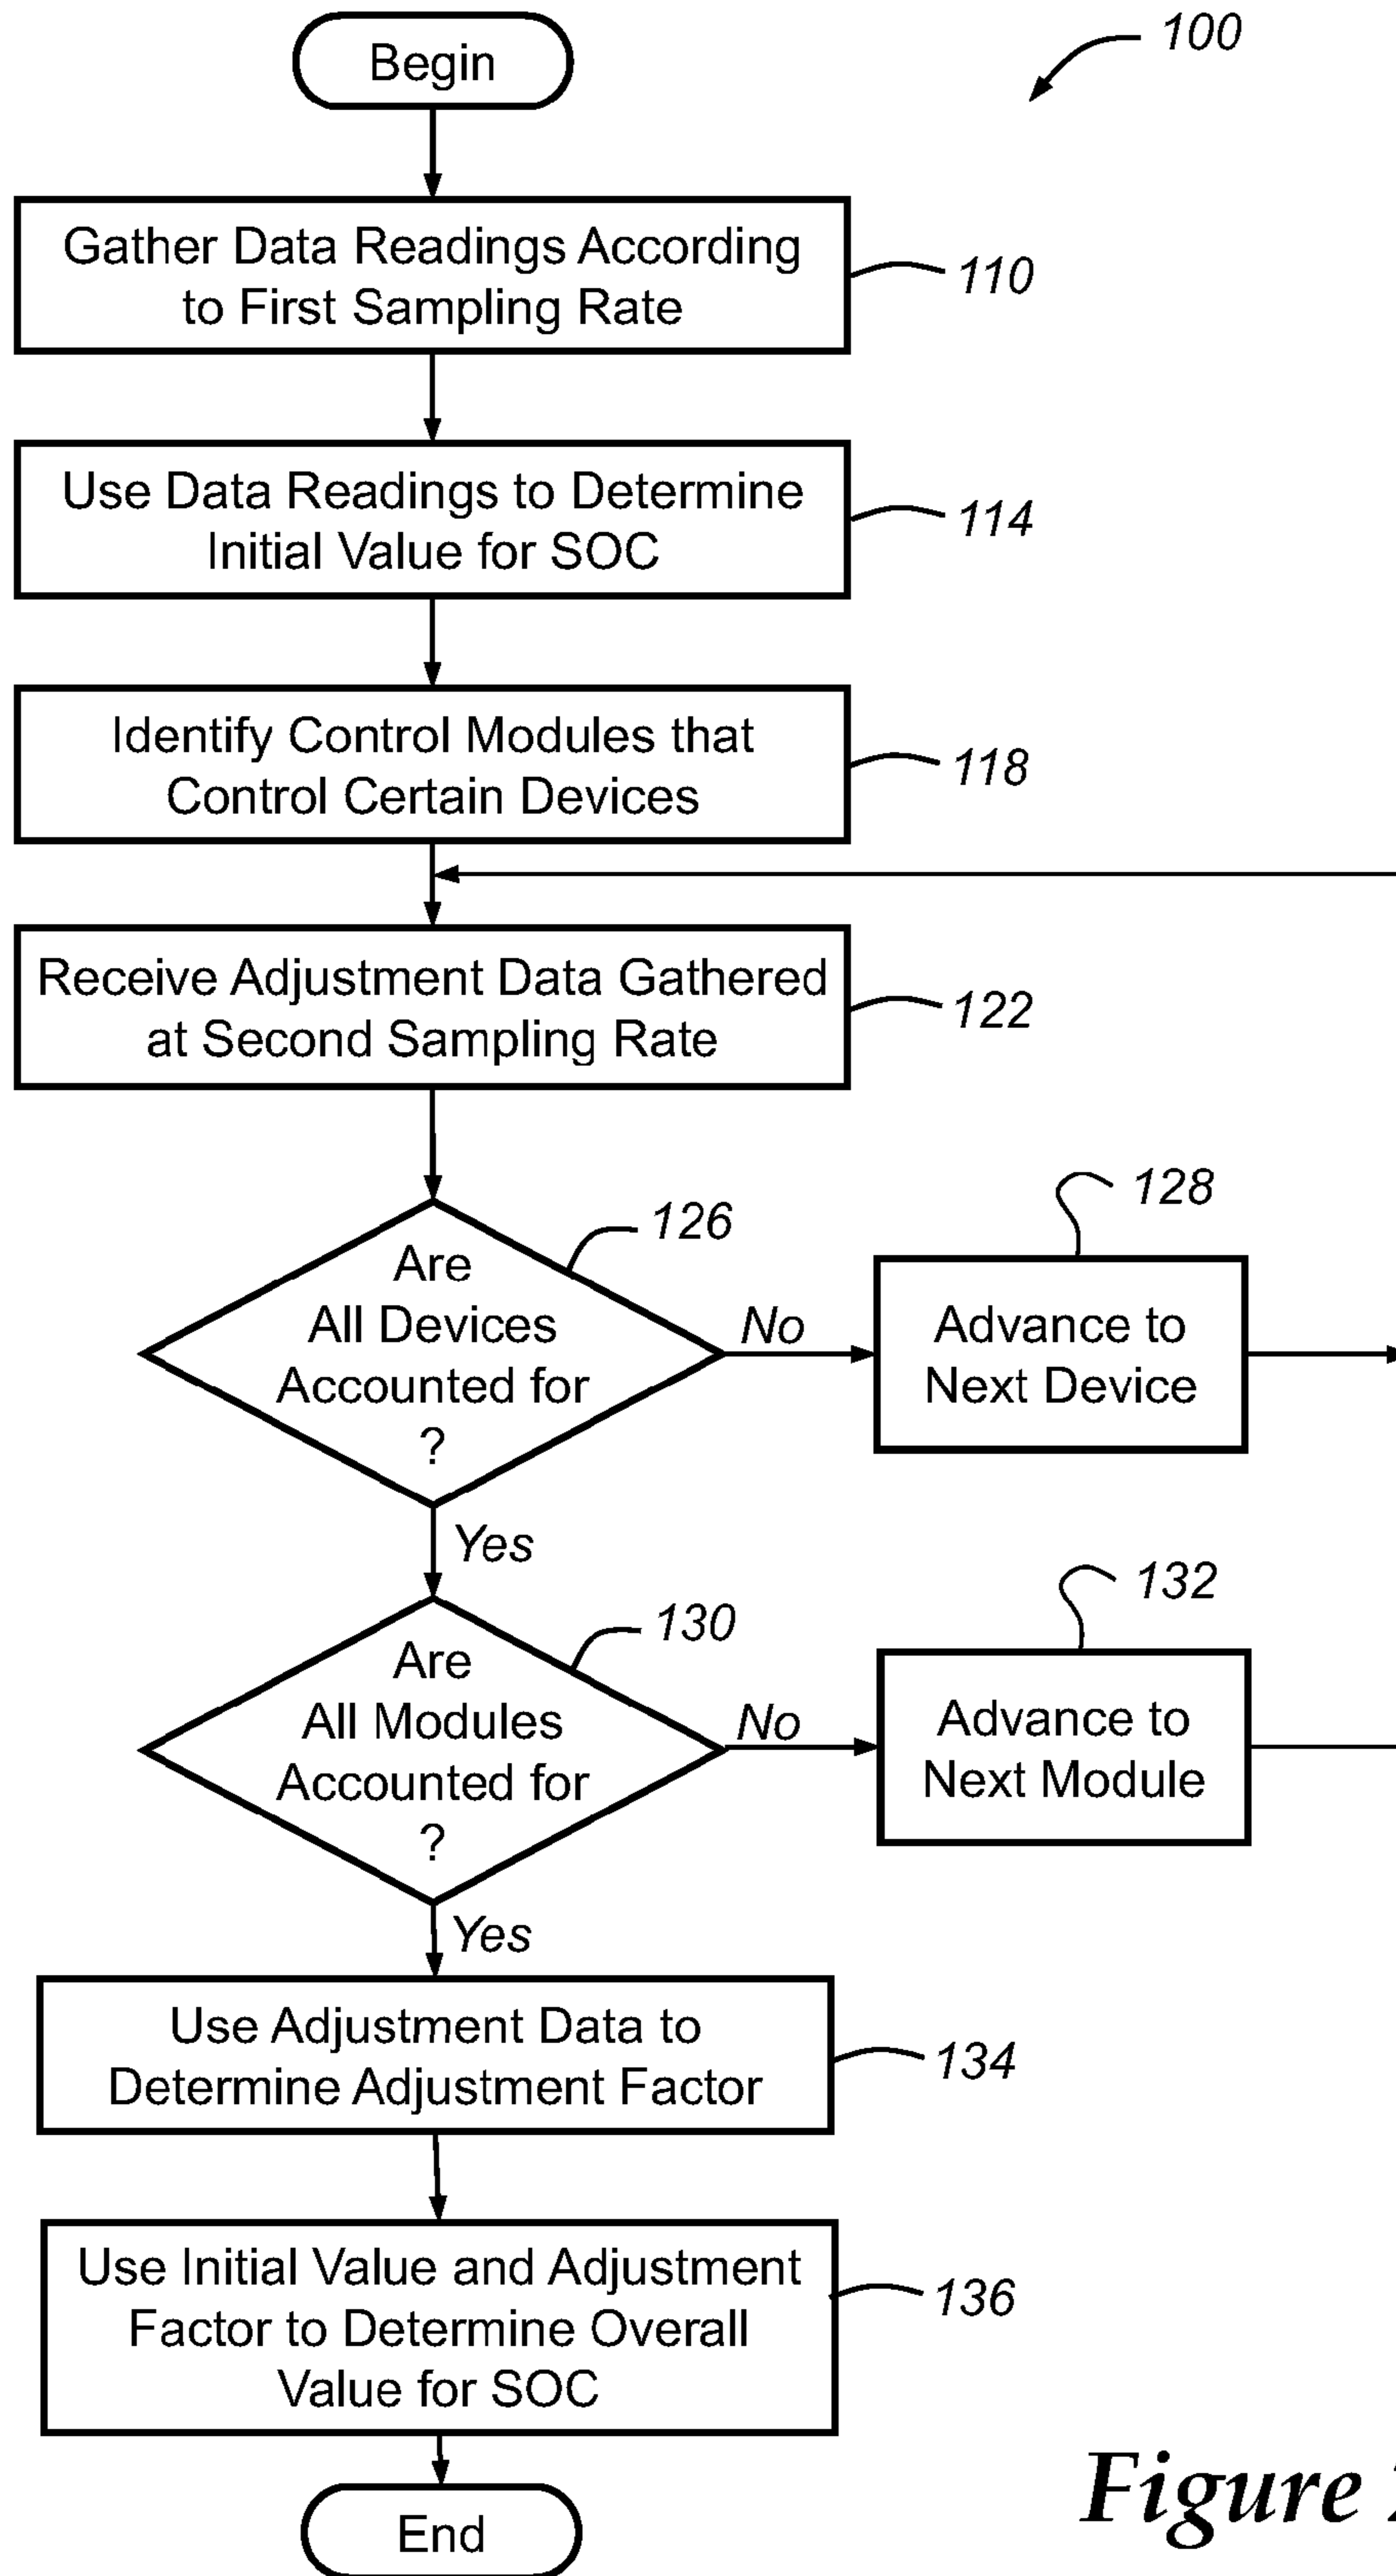 Begin
100
Gather Data Readings According
to First Sampling Rate
110
Use Data Readings to Determine
Initial Value for SOC
114
Identify Control Modules that
Control Certain Devices
118
Receive Adjustment Data Gathered
at Second Sampling Rate
122
Are
All Devices
Accounted for
?
126
No
128
Advance to
Next Device
Yes
Are
All Modules
Accounted for
?
130
No
132
Advance to
Next Module
Yes
Use Adjustment Data to
Determine Adjustment Factor
134
Use Initial Value and Adjustment
Factor to Determine Overall
Value for SOC
136
End
Figure